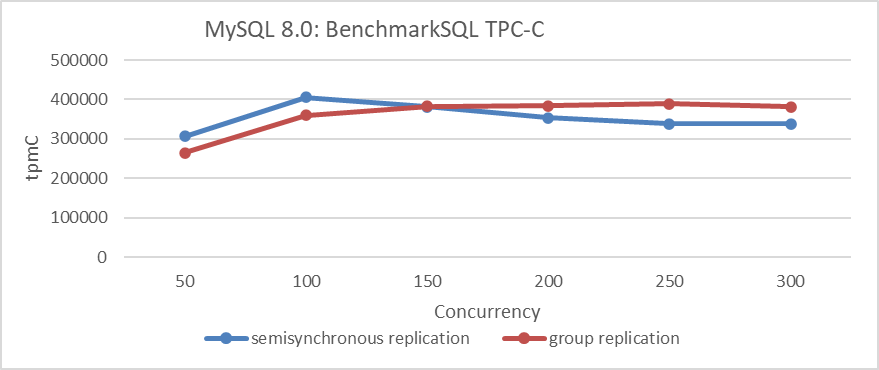 MySQL 8.0: BenchmarkSQL TPC-C
500000
400000
300000
200000
100000
0
tpmC
50 100 150 200 250 300
Concurrency
semisynchronous replication group replication